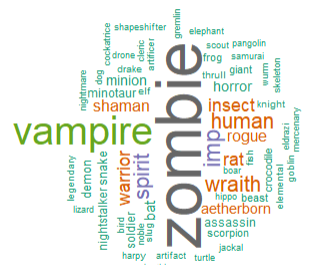 gremlin
shapeshifter
elephant
cockatrice
scout
pangolin
drone
cleric
artificer
frog
samurai
nightmare
dog
drake
thrull
giant
wurm
skeleton
minion
elf
horror
minotaur
shaman
insect
knight
zombie
human
vampire
imp
rogue
eldrazi
mercenary
rat
fish
goblin
warrior
spirit
boar
crocodile
elemental
legendary
demon
nightstalker
snake
wraith
hippo
beast
lizard
bat
aetherborn
bird
soldier
noble
slug
assassin
scorpion
jackal
harpy
artifact
turtle